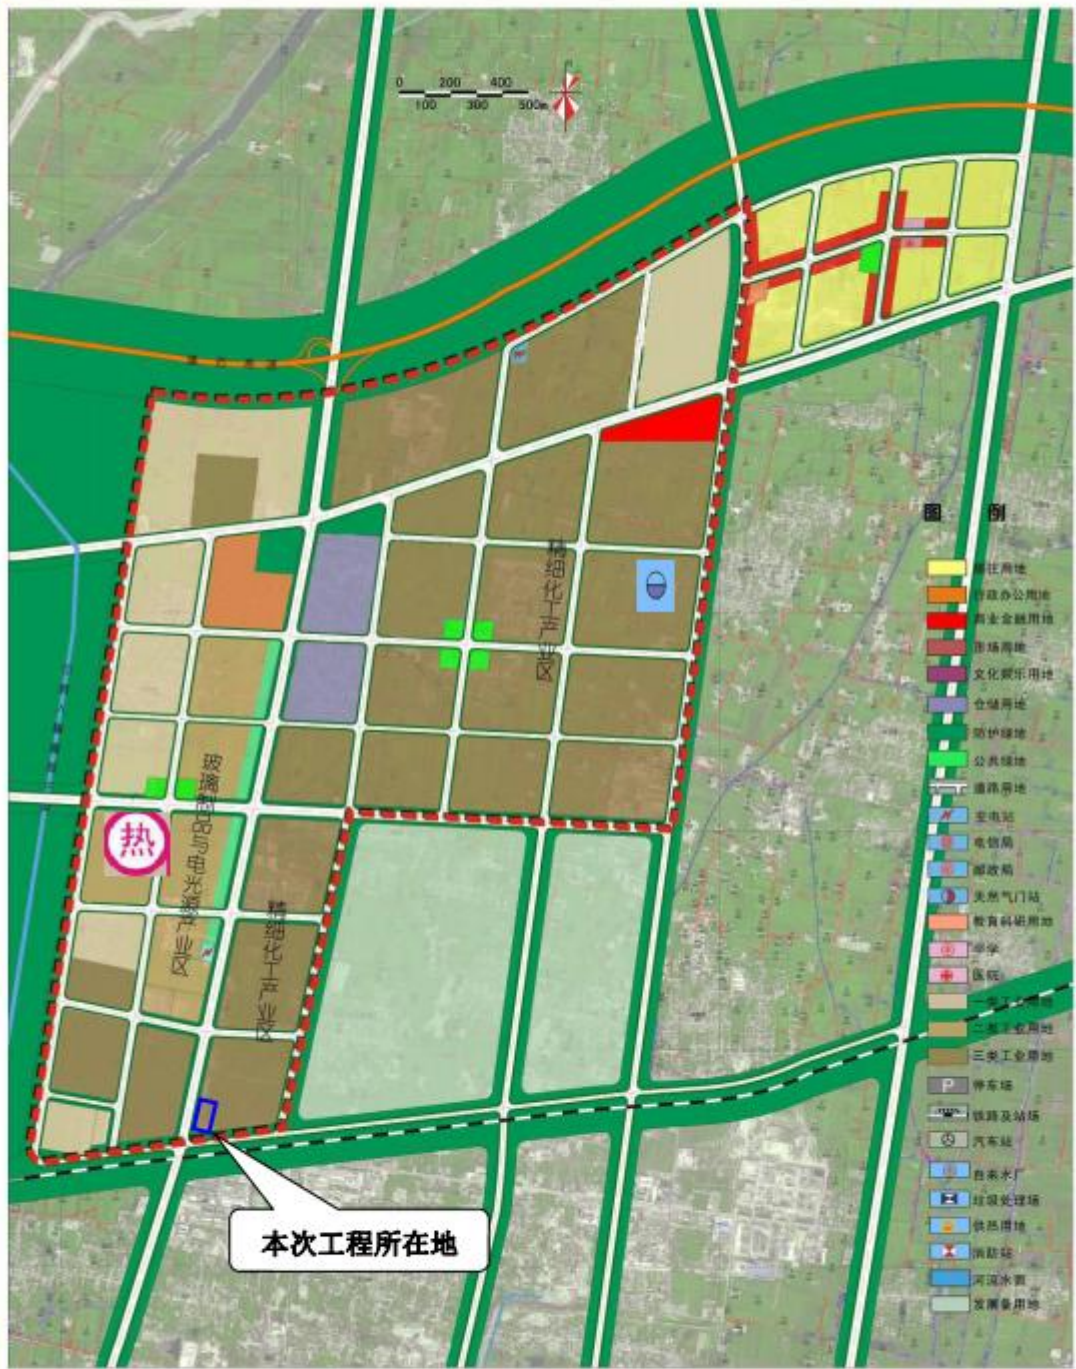 0 200 400
100 300 500m
精细化工产业区
图 例
居住用地
行政办公用地
商业金融用地
市场用地
文化娱乐用地
仓储用地
防护绿地
公共绿地
道路用地
变电站
电信局
邮政局
天然气门站
教育科研用地
中学
医院
一类工业用地
二类工业用地
三类工业用地
P 停车场
铁路及站场
汽车站
自来水厂
垃圾处理场
供热用地
消防站
河流水面
发展备用地
玻璃制品与电光源产业区
热
精细化工产业区
本次工程所在地